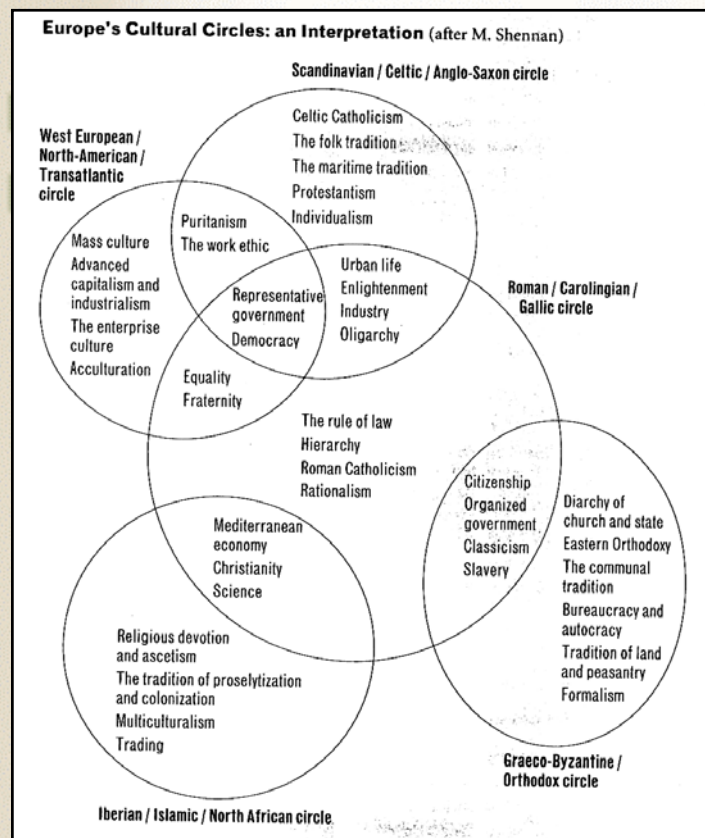 Europe's Cultural Circles: an Interpretation (after M. Shennan)
Scandinavian / Celtic / Anglo-Saxon circle
Celtic Catholicism
The folk tradition
The maritime tradition
Protestantism
Individualism
West European /
North-American /
Transatlantic
circle
Puritanism
The work ethic
Mass culture
Advanced
capitalism and
industrialism
The enterprise
culture
Acculturation
Urban life
Enlightenment
Industry
Oligarchy
Roman / Carolingian /
Gallic circle
Representative
government
Democracy
Equality
Fraternity
The rule of law
Hierarchy
Roman Catholicism
Rationalism
Citizenship
Organized
government
Classicism
Slavery
Diarchy of
church and state
Eastern Orthodoxy
The communal
tradition
Bureaucracy and
autocracy
Tradition of land
and peasantry
Formalism
Mediterranean
economy
Christianity
Science
Religious devotion
and ascetism
The tradition of proselytization
and colonization
Multiculturalism
Trading
Graeco-Byzantine /
Orthodox circle
Iberian / Islamic / North African circle